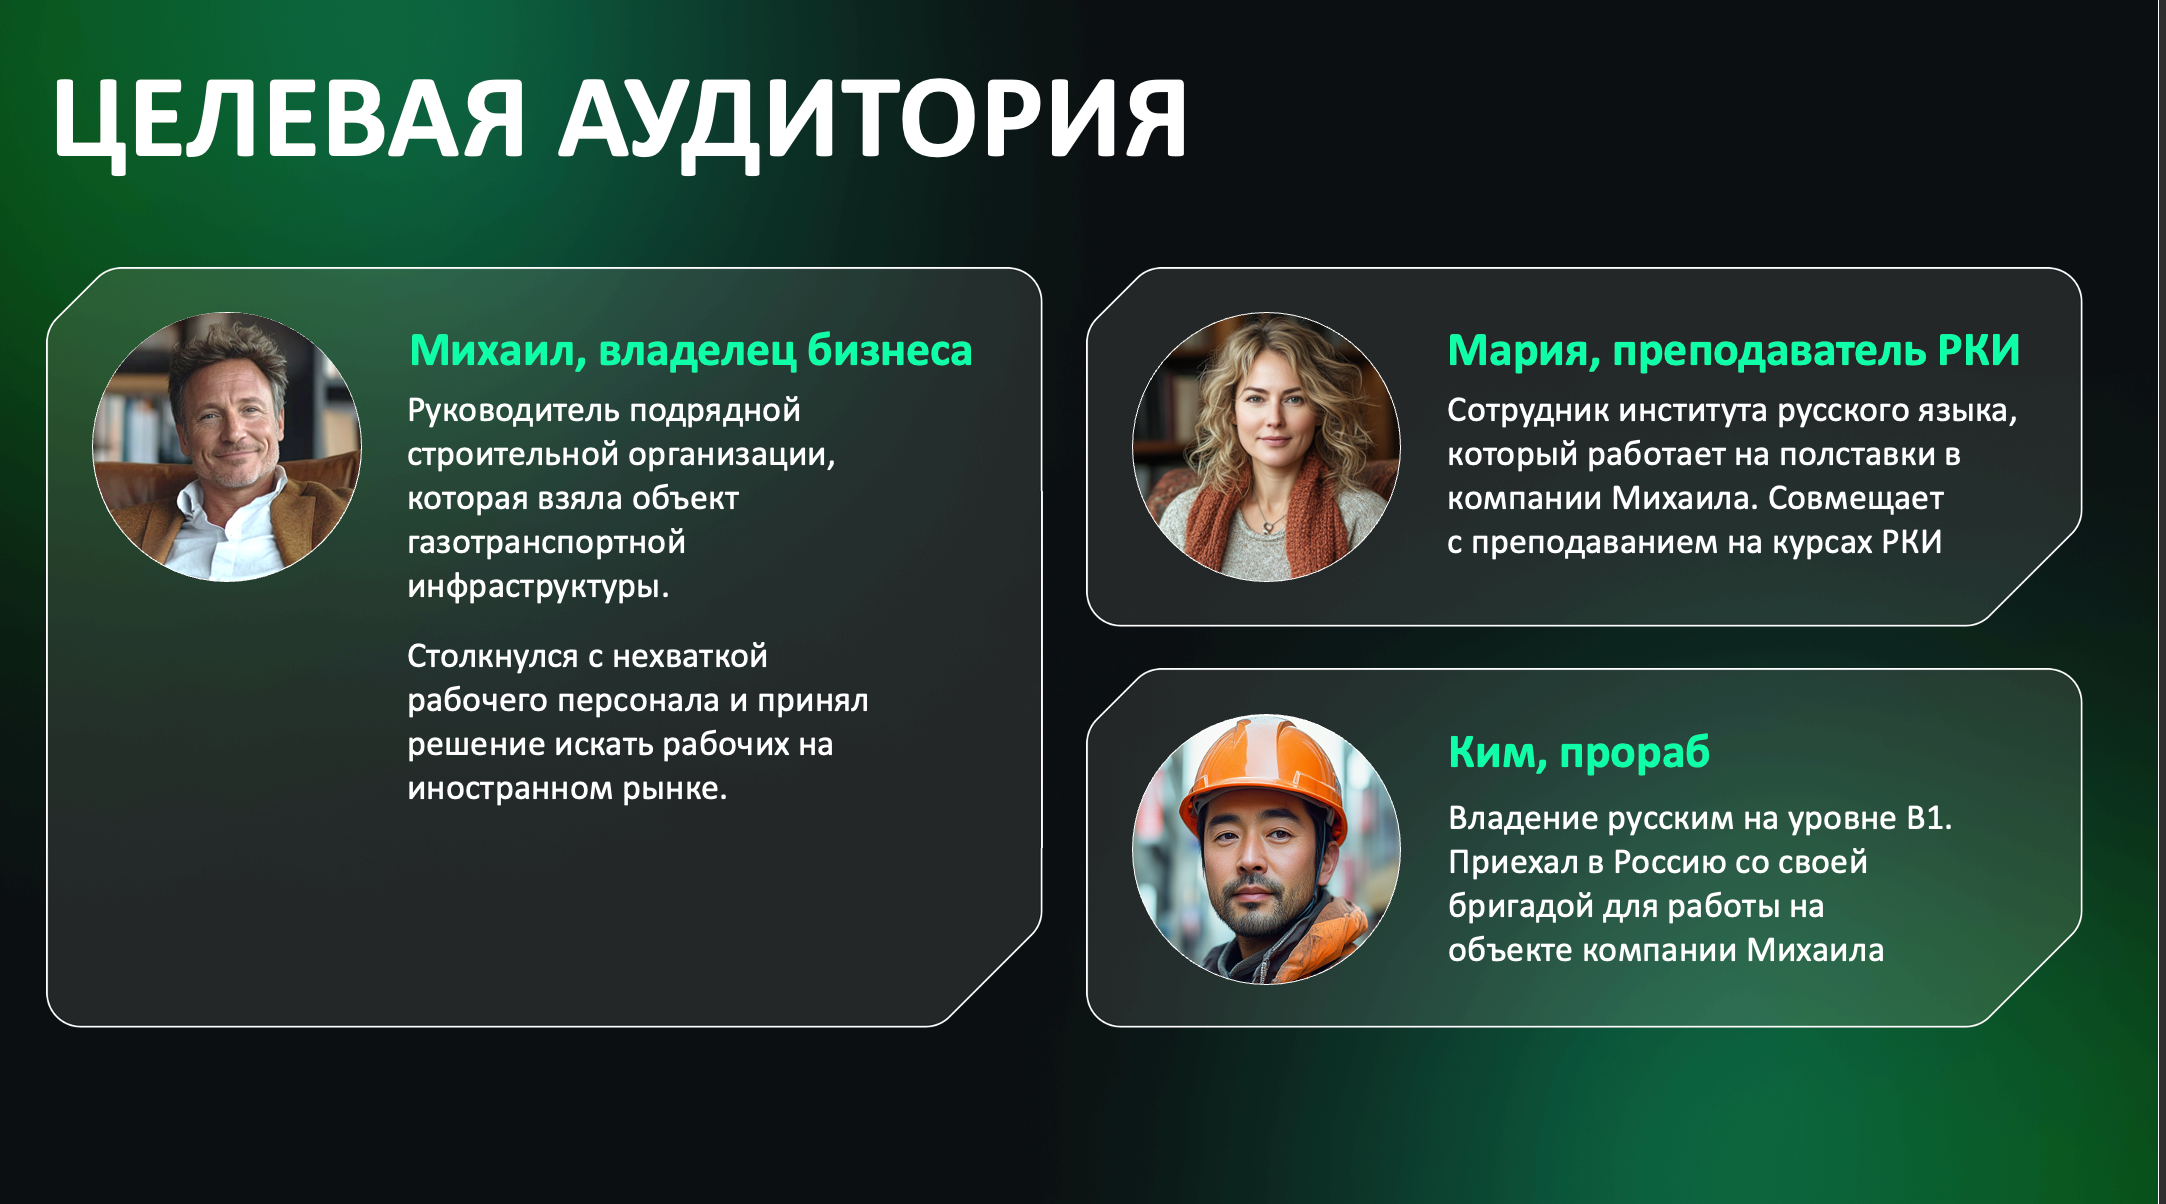 ЦЕЛЕВАЯ АУДИТОРИЯ
Михаил, владелец бизнеса
Руководитель подрядной
строительной организации,
которая взяла объект
газотранспортной
инфраструктуры.
Столкнулся с нехваткой
рабочего персонала и принял
решение искать рабочих на
иностранном рынке.
Мария, преподаватель РКИ
Сотрудник института русского языка,
который работает на полставки в
компании Михаила. Совмещает
с преподаванием на курсах РКИ
Ким, прораб
Владение русским на уровне В1.
Приехал в Россию со своей
бригадой для работы на
объекте компании Михаила